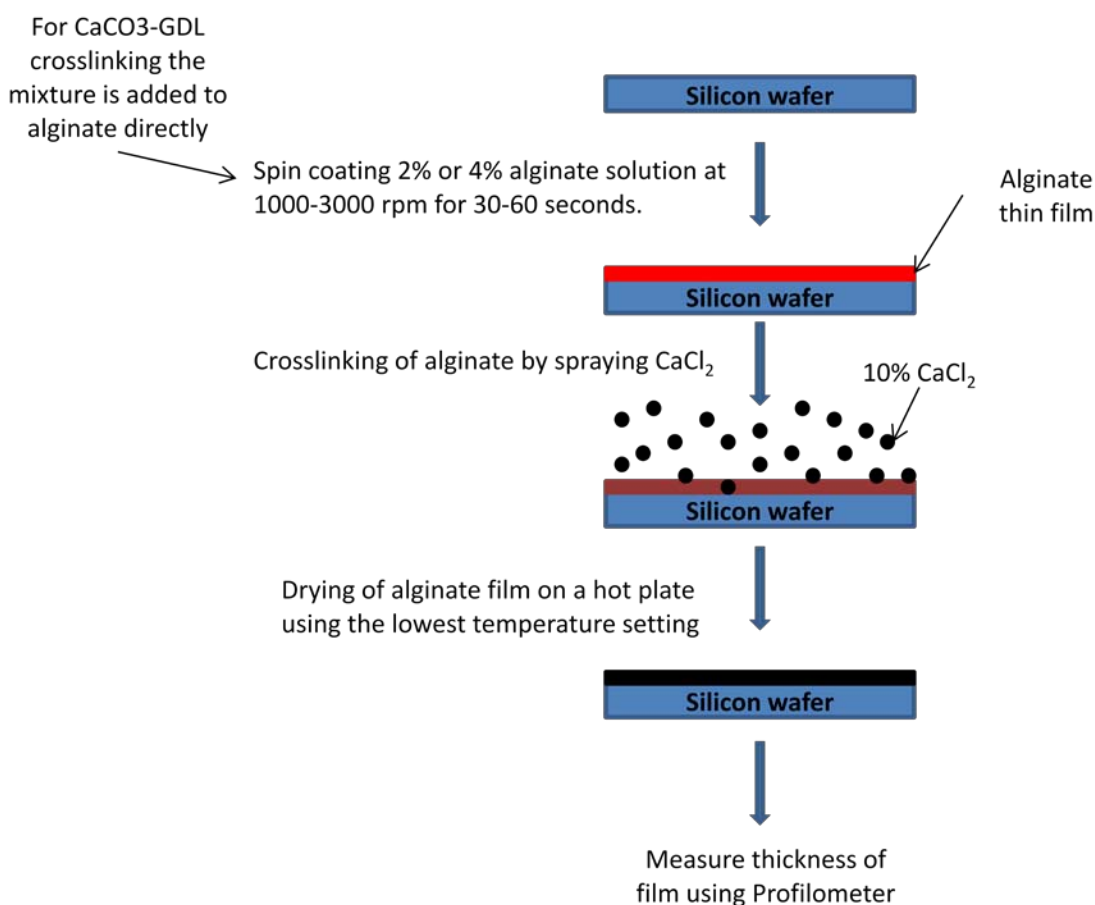 For CaCO3-GDL
crosslinking the
mixture is added to
alginate directly
Silicon wafer
Spin coating 2% or 4% alginate solution at
1000-3000 rpm for 30-60 seconds.
Alginate
thin film
Silicon wafer
Crosslinking of alginate by spraying CaCl₂
10% CaCl₂
Silicon wafer
Drying of alginate film on a hot plate
using the lowest temperature setting
Silicon wafer
Measure thickness of
film using Profilometer